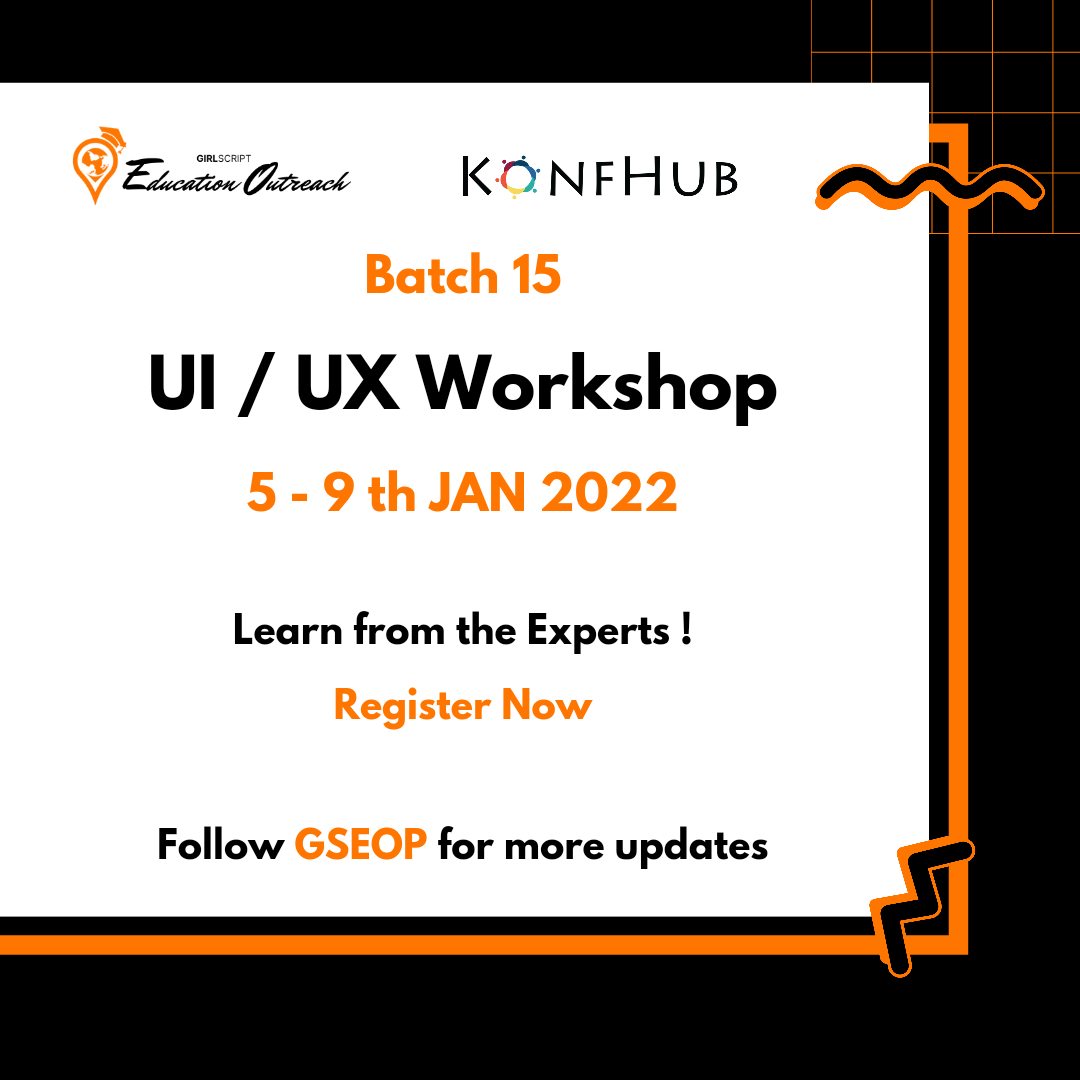 GIRLSCRIPT
Education Outreach
KONFHUB
Batch 15
UI / UX Workshop
5 - 9 th JAN 2022
Learn from the Experts !
Register Now
Follow GSEOP for more updates